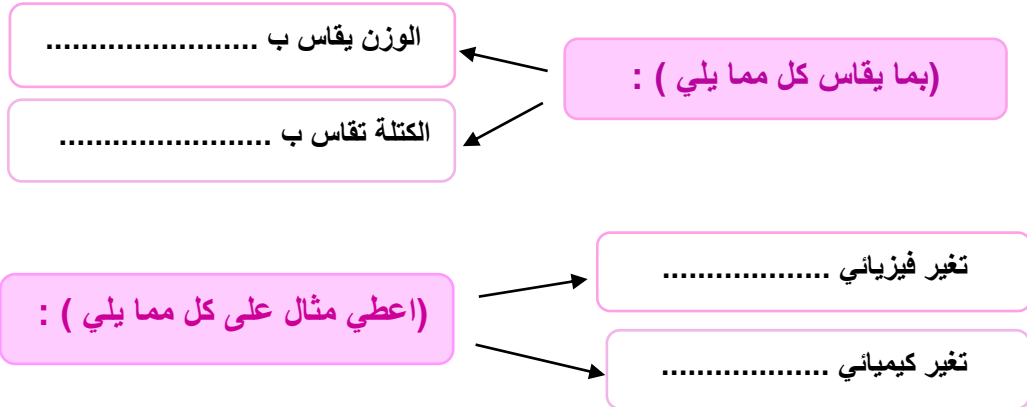 (بما يقاس كل مما يلي ) :
الوزن يقاس ب ........................
الكتلة تقاس ب ........................
(اعطي مثال على كل مما يلي ) :
تغير فيزيائي ...................
تغير كيميائي ...................